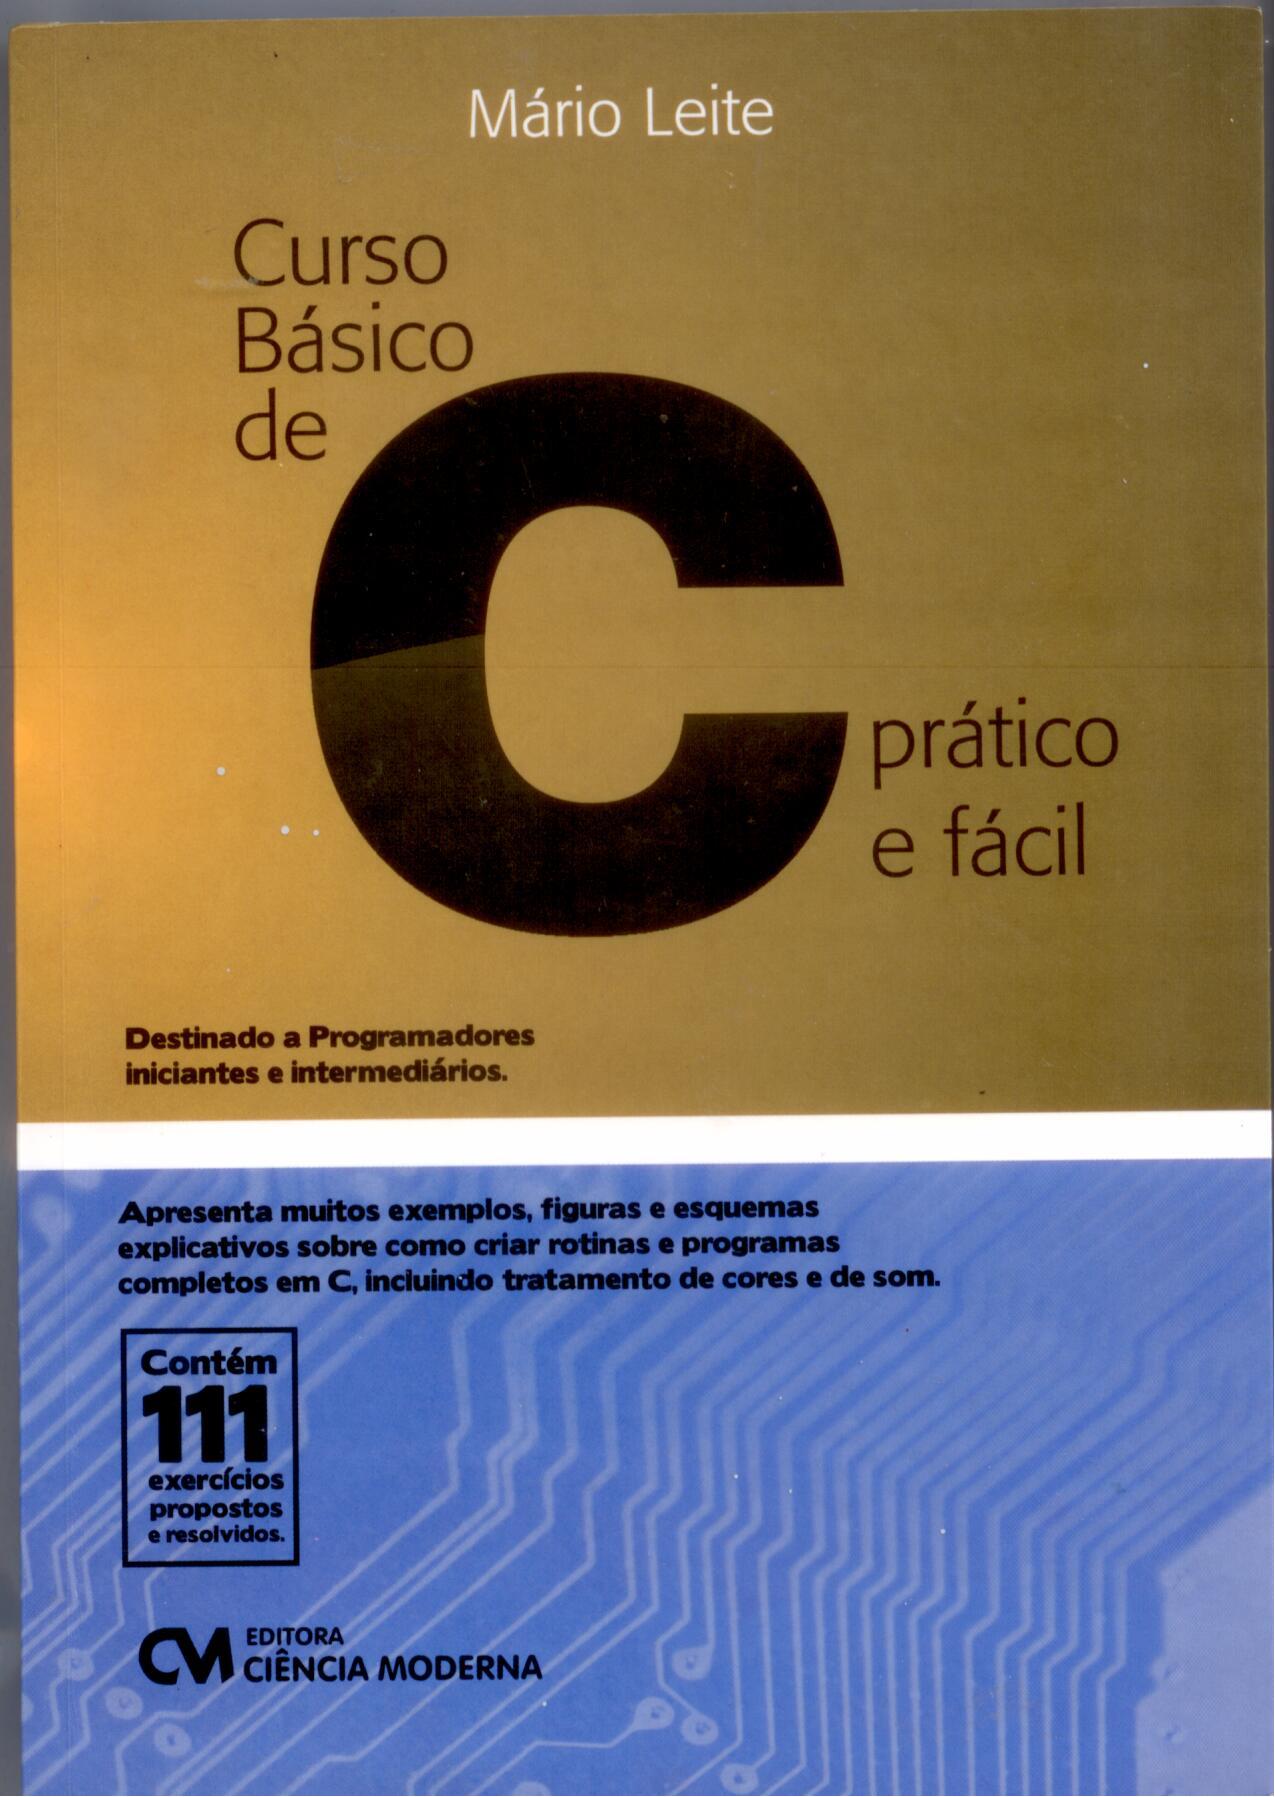 Mário Leite
Curso
Básico
de
C
prático
e fácil
Destinado a Programadores
iniciantes e intermediários.
Apresenta muitos exemplos, figuras e esquemas
explicativos sobre como criar rotinas e programas
completos em C, incluindo tratamento de cores e de som.
Contém
111
exercícios
propostos
e resolvidos.
CM EDITORA
CIÊNCIA MODERNA